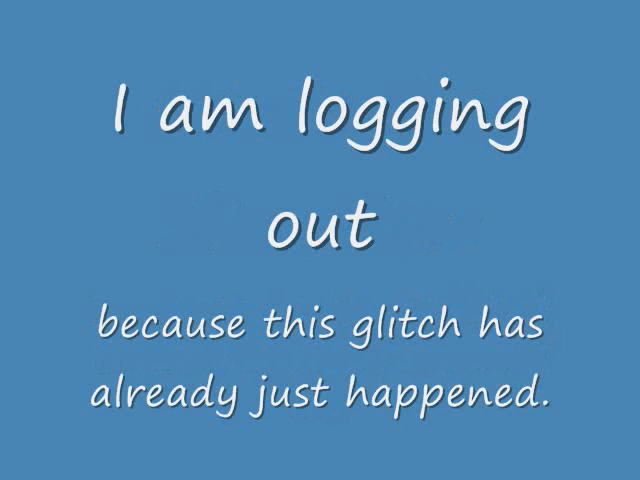 I am logging
out
because this glitch has
already just happened.